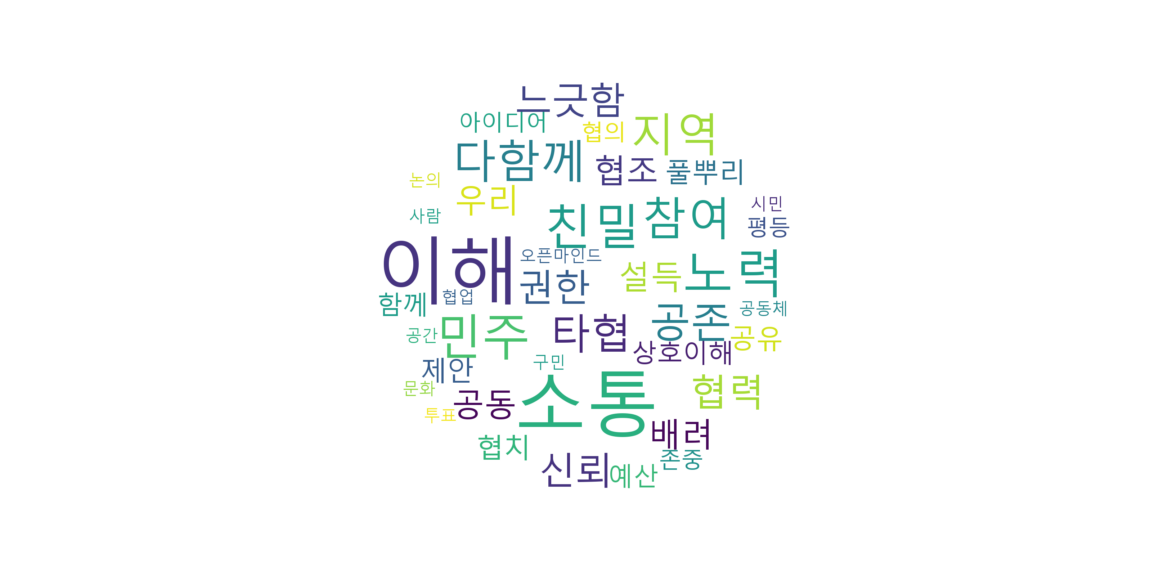 느긋함
아이디어
협의
지역
다함께
협조
풀뿌리
논의
우리
친밀
참여
시민
사람
평등
이해
오픈마인드
권한
설득
노력
함께
협업
공동체
공간
민주
타협
공존
공유
상호이해
제안
구민
문화
소통
협력
투표
공동
배려
협치
신뢰
예산
존중